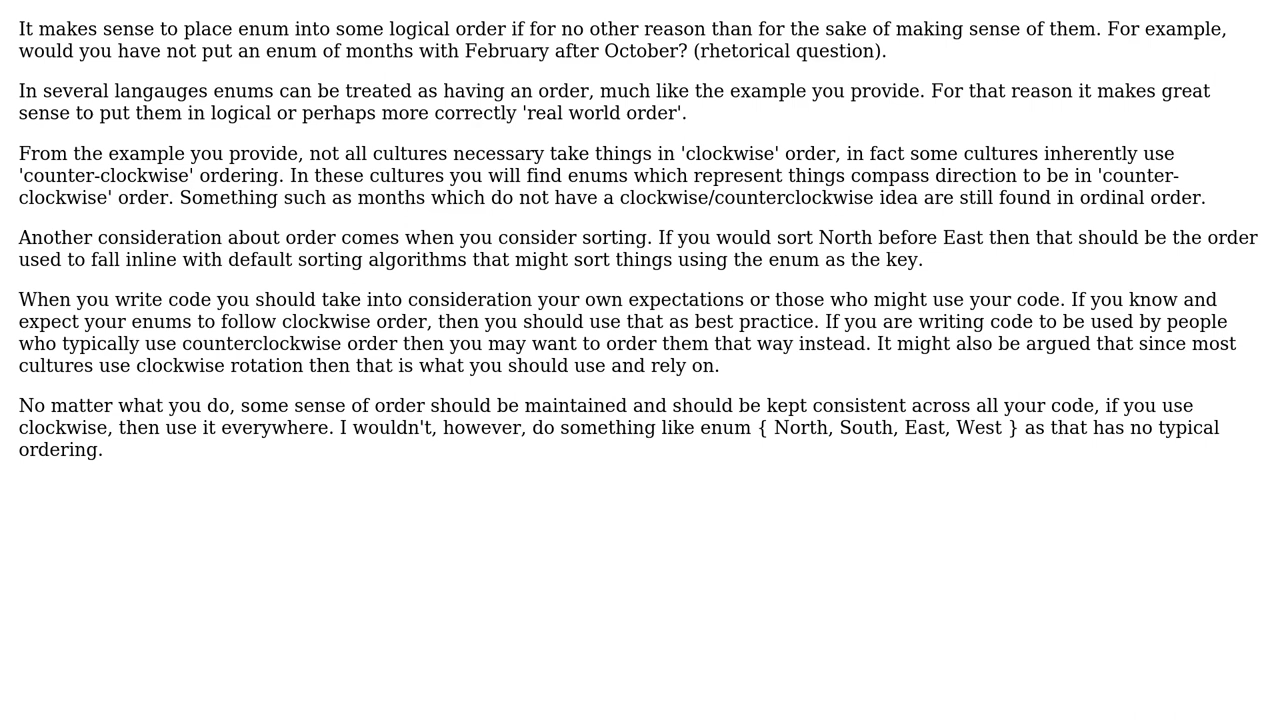 It makes sense to place enum into some logical order if for no other reason than for the sake of making sense of them. For example,
would you have not put an enum of months with February after October? (rhetorical question).
In several langauges enums can be treated as having an order, much like the example you provide. For that reason it makes great
sense to put them in logical or perhaps more correctly 'real world order'.
From the example you provide, not all cultures necessary take things in 'clockwise' order, in fact some cultures inherently use
'counter-clockwise' ordering. In these cultures you will find enums which represent things compass direction to be in 'counter-
clockwise' order. Something such as months which do not have a clockwise/counterclockwise idea are still found in ordinal order.
Another consideration about order comes when you consider sorting. If you would sort North before East then that should be the order
used to fall inline with default sorting algorithms that might sort things using the enum as the key.
When you write code you should take into consideration your own expectations or those who might use your code. If you know and
expect your enums to follow clockwise order, then you should use that as best practice. If you are writing code to be used by people
who typically use counterclockwise order then you may want to order them that way instead. It might also be argued that since most
cultures use clockwise rotation then that is what you should use and rely on.
No matter what you do, some sense of order should be maintained and should be kept consistent across all your code, if you use
clockwise, then use it everywhere. I wouldn't, however, do something like enum { North, South, East, West } as that has no typical
ordering.